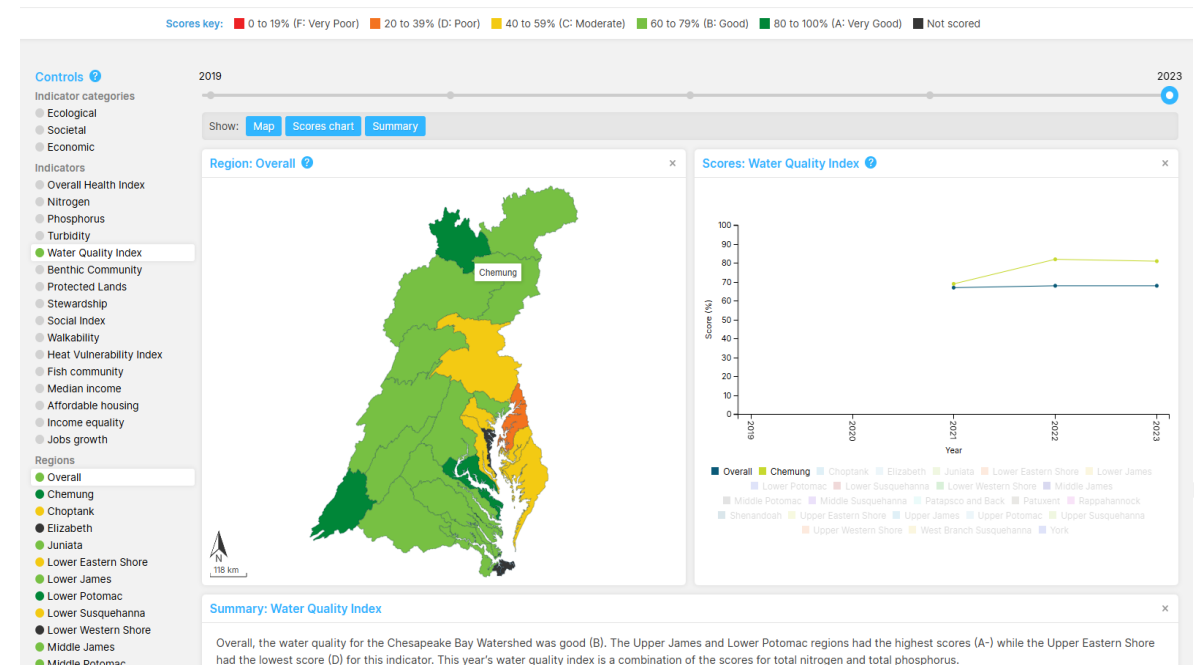 Scores key: 0 to 19% (F: Very Poor) 20 to 39% (D: Poor) 40 to 59% (C: Moderate) 60 to 79% (B: Good) 80 to 100% (A: Very Good) Not scored
Controls ?
Indicator categories
Ecological
Societal
Economic
Indicators
Overall Health Index
Nitrogen
Phosphorus
Turbidity
Water Quality Index
Benthic Community
Protected Lands
Stewardship
Social Index
Walkability
Heat Vulnerability Index
Fish community
Median income
Affordable housing
Income equality
Jobs growth
Regions
Overall
Chemung
Choptank
Elizabeth
Juniata
Lower Eastern Shore
Lower James
Lower Potomac
Lower Susquehanna
Lower Western Shore
Middle James
Middle Potomac
2019 2023
Show: Map Scores chart Summary
Region: Overall ? ×
Chemung
N
118 km
Scores: Water Quality Index ? ×
100
90
80
70
60
50
40
30
20
10
0
Score (%)
2019 2020 2021 2022 2023
Year
Overall Chemung Choptank Elizabeth Juniata Lower Eastern Shore Lower James
Lower Potomac Lower Susquehanna Lower Western Shore Middle James
Middle Potomac Middle Susquehanna Patapsco and Back Patuxent Rappahannock
Shenandosh Upper Eastern Shore Upper James Upper Potomac Upper Susquehanna
Upper Western Shore West Branch Susquehanna York
Summary: Water Quality Index ×
Overall, the water quality for the Chesapeake Bay Watershed was good (B). The Upper James and Lower Potomac regions had the highest scores (A-) while the Upper Eastern Shore
had the lowest score (D) for this indicator. This year's water quality index is a combination of the scores for total nitrogen and total phosphorus.